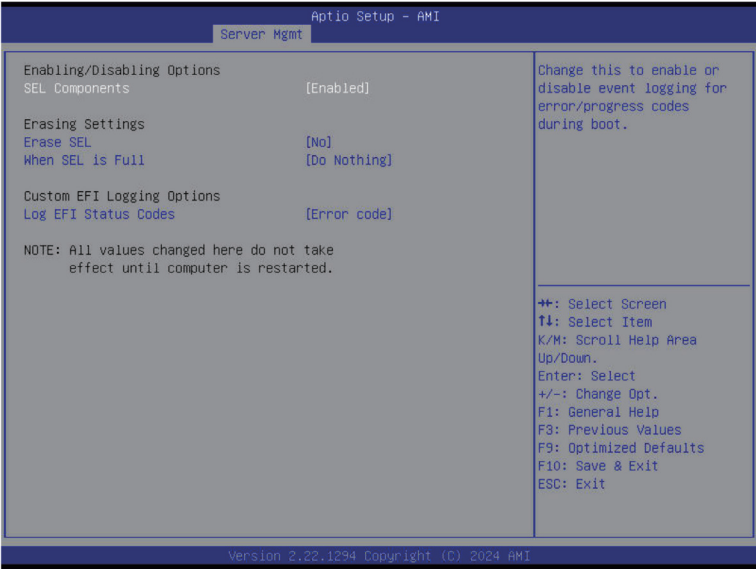 Aptio Setup – AMI
Server Mgmt
Enabling/Disabling Options
SEL Components [Enabled]
Erasing Settings
Erase SEL [No]
When SEL is Full [Do Nothing]
Custom EFI Logging Options
Log EFI Status Codes [Error code]
NOTE: All values changed here do not take
effect until computer is restarted.
Change this to enable or
disable event logging for
error/progress codes
during boot.
→←: Select Screen
↑↓: Select Item
K/M: Scroll Help Area
Up/Down.
Enter: Select
+/-: Change Opt.
F1: General Help
F3: Previous Values
F9: Optimized Defaults
F10: Save & Exit
ESC: Exit
Version 2.22.1294 Copyright (C) 2024 AMI